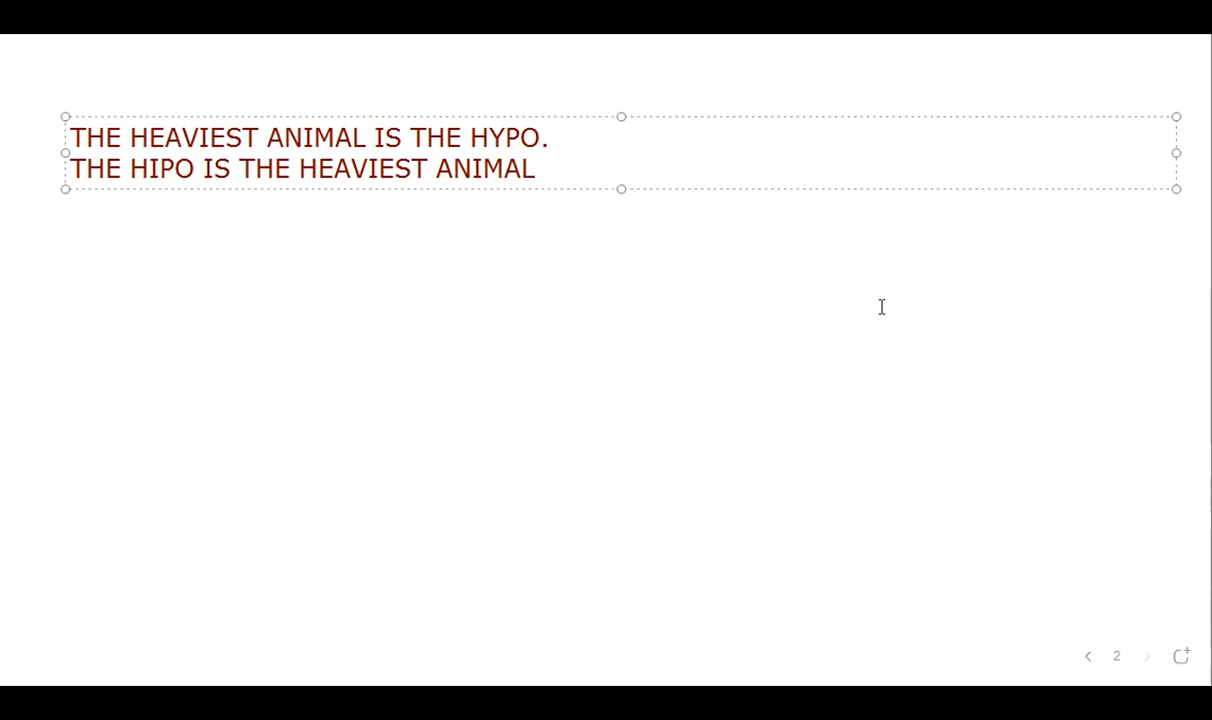 THE HEAVIEST ANIMAL IS THE HYPO.
THE HIPO IS THE HEAVIEST ANIMAL
2